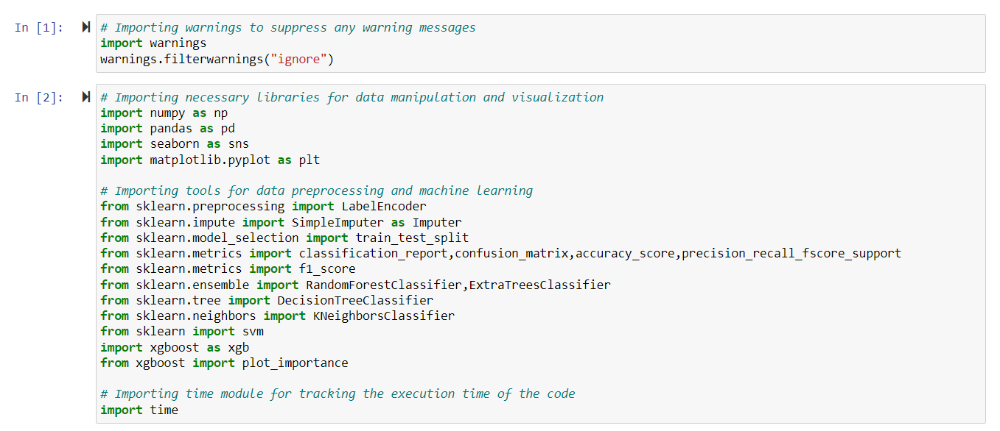 In [1]:
# Importing warnings to suppress any warning messages
import warnings
warnings.filterwarnings("ignore")
In [2]:
# Importing necessary libraries for data manipulation and visualization
import numpy as np
import pandas as pd
import seaborn as sns
import matplotlib.pyplot as plt
# Importing tools for data preprocessing and machine learning
from sklearn.preprocessing import LabelEncoder
from sklearn.impute import SimpleImputer as Imputer
from sklearn.model_selection import train_test_split
from sklearn.metrics import classification_report,confusion_matrix,accuracy_score,precision_recall_fscore_support
from sklearn.metrics import f1_score
from sklearn.ensemble import RandomForestClassifier,ExtraTreesClassifier
from sklearn.tree import DecisionTreeClassifier
from sklearn.neighbors import KNeighborsClassifier
from sklearn import svm
import xgboost as xgb
from xgboost import plot_importance
# Importing time module for tracking the execution time of the code
import time